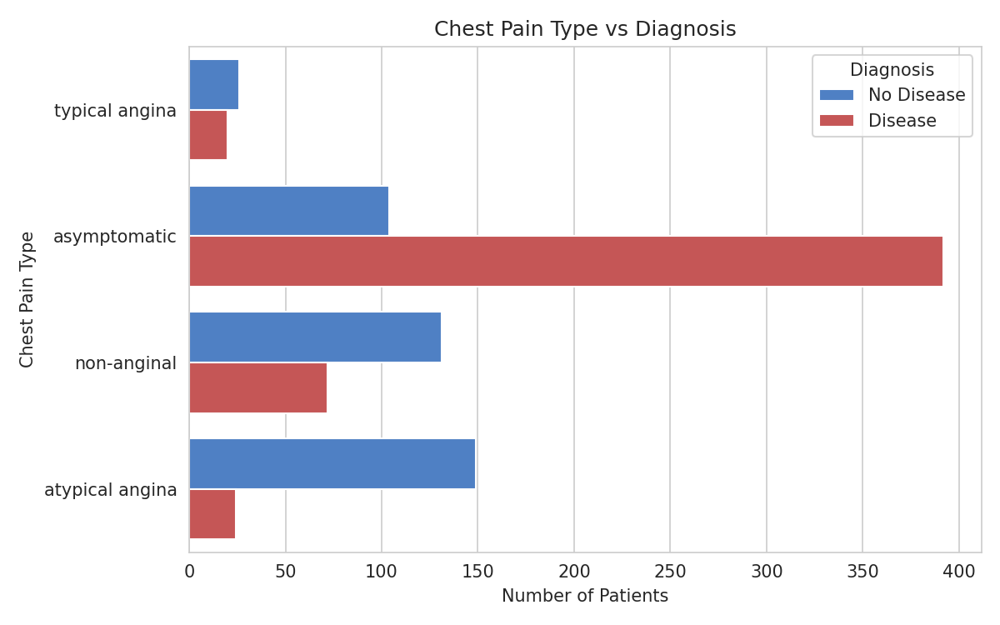 Chest Pain Type vs Diagnosis
Diagnosis
No Disease
Disease
Chest Pain Type
typical angina
asymptomatic
non-anginal
atypical angina
0 50 100 150 200 250 300 350 400
Number of Patients